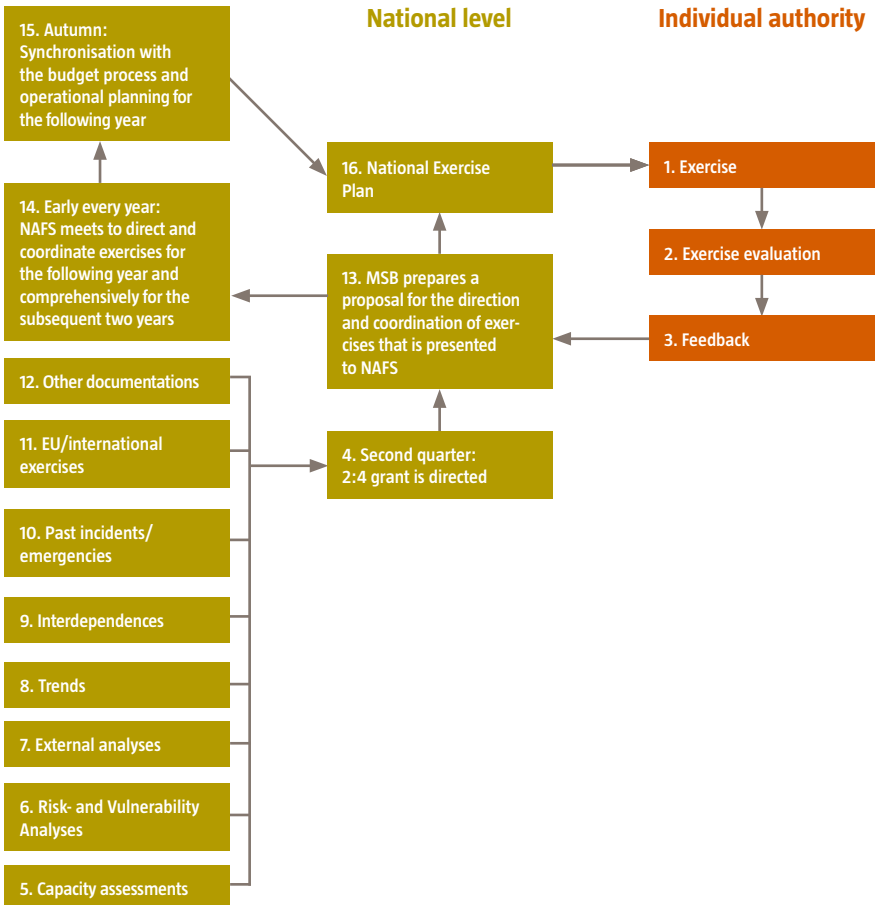 National level
Individual authority
15. Autumn:
Synchronisation with
the budget process and
operational planning for
the following year
16. National Exercise
Plan
1. Exercise
14. Early every year:
NAFS meets to direct and
coordinate exercises for
the following year and
comprehensively for the
subsequent two years
13. MSB prepares a
proposal for the direction
and coordination of exer-
cises that is presented
to NAFS
2. Exercise evaluation
3. Feedback
12. Other documentations
11. EU/international
exercises
4. Second quarter:
2:4 grant is directed
10. Past incidents/
emergencies
9. Interdependences
8. Trends
7. External analyses
6. Risk- and Vulnerability
Analyses
5. Capacity assessments